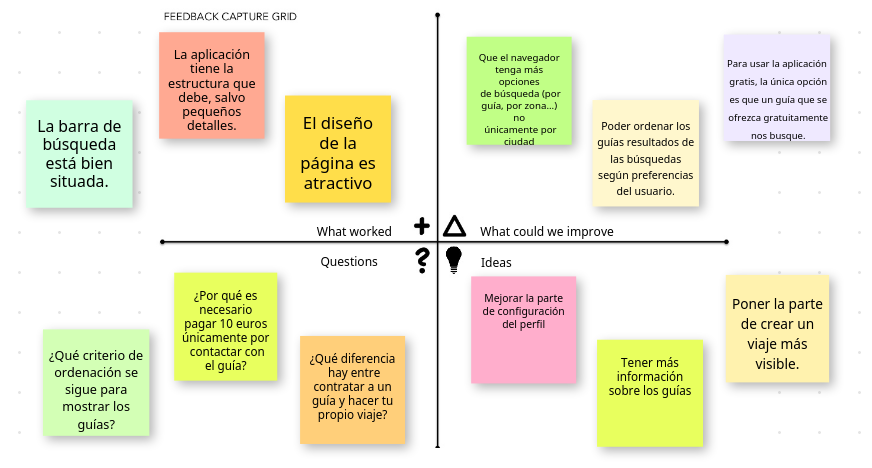 FEEDBACK CAPTURE GRID
La barra de
búsqueda
está bien
situada.
La aplicación
tiene la
estructura que
debe, salvo
pequeños
detalles.
El diseño
de la
página es
atractivo
Que el navegador
tenga más
opciones
de búsqueda (por
guía, por zona...)
no
únicamente por
ciudad
Poder ordenar los
guías resultados de
las búsquedas
según preferencias
del usuario.
Para usar la aplicación
gratis, la única opción
es que un guía que se
ofrezca gratuitamente
nos busque.
What worked
What could we improve
Questions
Ideas
¿Qué criterio de
ordenación se
sigue para
mostrar los
guías?
¿Por qué es
necesario
pagar 10 euros
únicamente por
contactar con
el guía?
¿Qué diferencia
hay entre
contratar a un
guía y hacer tu
propio viaje?
Mejorar la parte
de configuración
del perfil
Tener más
información
sobre los guías
Poner la parte
de crear un
viaje más
visible.